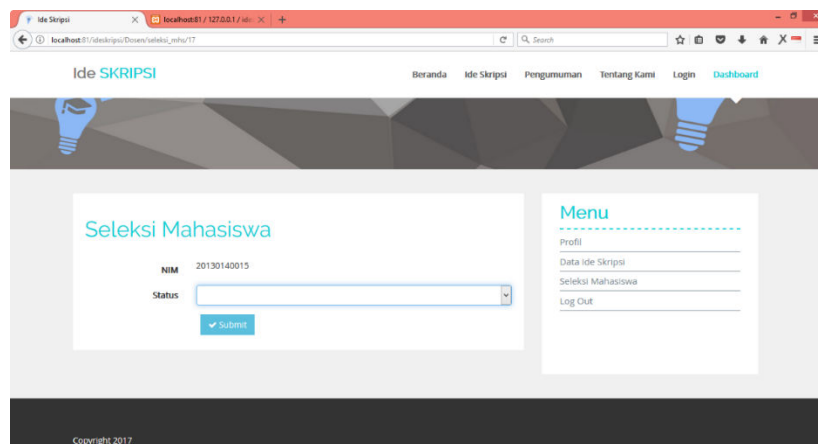 Ide Skripsi
localhost:81 / 127.0.0.1 / ide
localhost:81/ideskripsi/Dosen/seleksi_mhs/17
Search
Ide SKRIPSI
Beranda Ide Skripsi Pengumuman Tentang Kami Login Dashboard
Seleksi Mahasiswa
NIM 20130140015
Status
Submit
Menu
Profil
Data Ide Skripsi
Seleksi Mahasiswa
Log Out
Copyright 2017